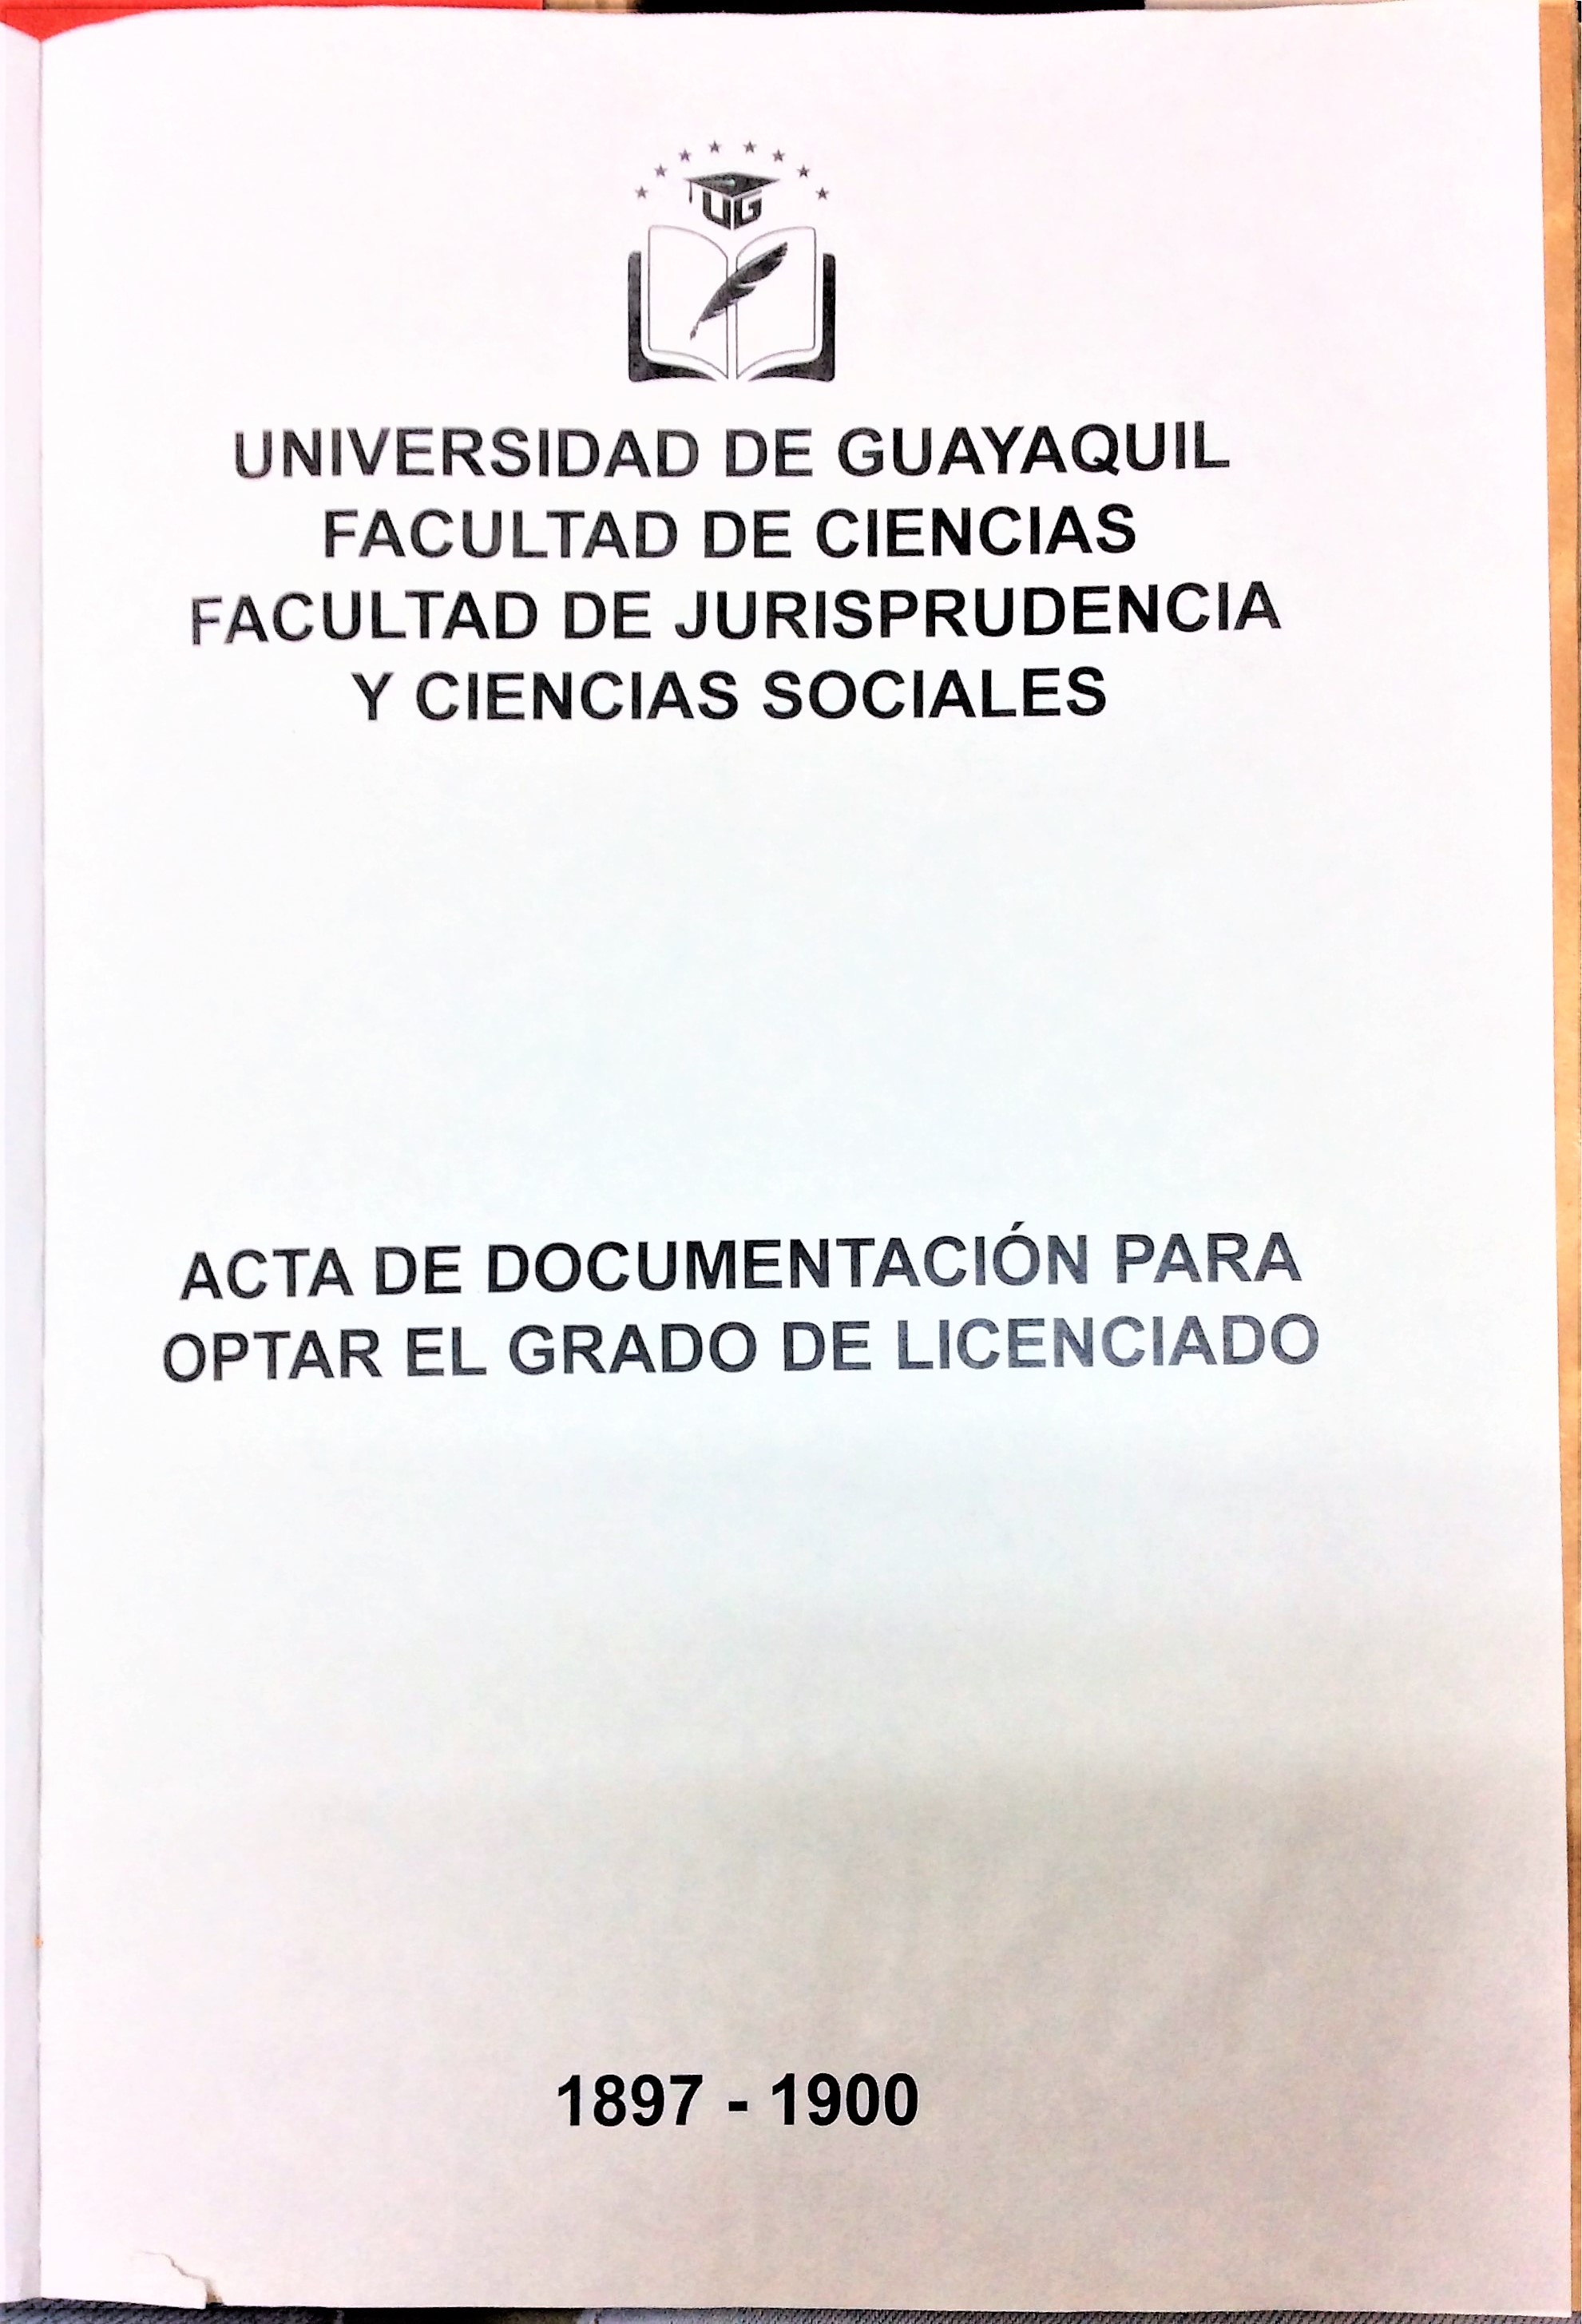 UG
UNIVERSIDAD DE GUAYAQUIL
FACULTAD DE CIENCIAS
FACULTAD DE JURISPRUDENCIA
Y CIENCIAS SOCIALES
ACTA DE DOCUMENTACIÓN PARA
OPTAR EL GRADO DE LICENCIADO
1897 - 1900